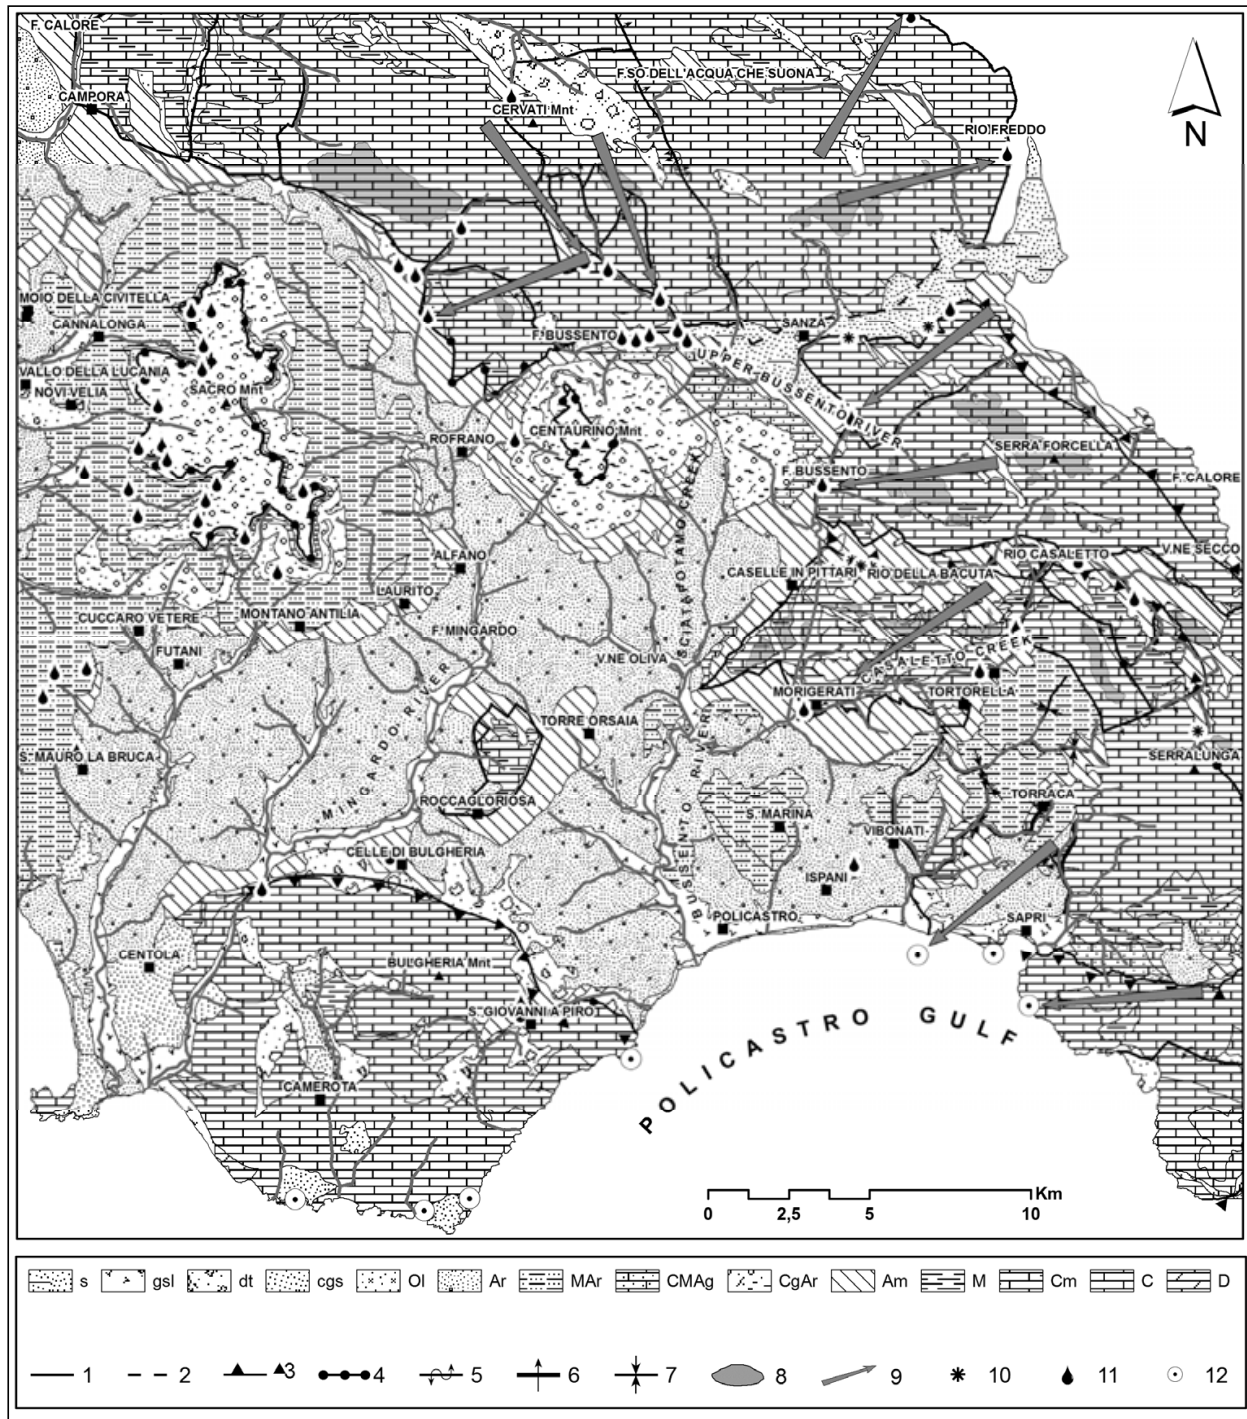 F. CALORE
CAMPORA
CERVATI Mnt
F.SO DELL'ACQUA CHE SUONA
RIO FREDDO
N
MOIO DELLA CIVITELLA
CANNALONGA
VALLO DELLA LUCANIA
NOVI VELIA
SACRO Mnt
F. BUSSENTO
SANZA
UPPER BUSSENTO RIVER
ROFRANO
CENTAURINO Mnt
SERRA FORCELLA
F. BUSSENTO
F. CALORE
SCIARAPOTAMO CREEK
ALFANO
CASELLE IN PITTARI
RIO DELLA BACUTA
RIO CASALETTO
V.NE SECCO
LAURITO
CUCCARO VETERE
MONTANO ANTILIA
FUTANI
F. MINGARDO
V.NE OLIVA
CASALETTO CREEK
MORIGERATI
TORTORELLA
MINGARDO RIVER
TORRE ORSAIA
S. MAURO LA BRUCA
SERRALUNGA
ROCCAGLORIOSA
BUSSENTO RIVER
S. MARINA
VIBONATI
TORRACA
CELLE DI BULGHERIA
ISPANI
POLICASTRO
SAPRI
CENTOLA
BULGHERIA Mnt
S. GIOVANNI A PIRO
CAMEROTA
POLICASTRO GULF
Km
0 2,5 5 10
s gsl dt cgs Ol Ar MAr CMAg CgAr Am M Cm C D
1 2 3 4 5 6 7 8 9 10 11 12